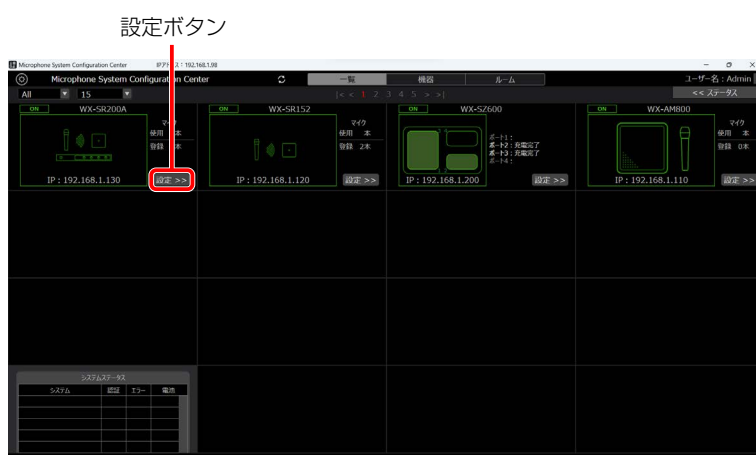 設定ボタン
Microphone System Configuration Center IPアドレス：192.168.1.98
Microphone System Configuration Center 一覧 機器 ルーム ユーザー名：Admin
All 15 |< < 1 2 3 4 5 > >| << ステータス
ON WX-SR200A
マイク
使用 本
登録 本
IP : 192.168.1.130 設定 >>
ON WX-SR152
マイク
使用 本
登録 2本
IP : 192.168.1.120 設定 >>
ON WX-SZ600
ポート1：
ポート2：充電完了
ポート3：充電完了
ポート4：
IP : 192.168.1.200 設定 >>
ON WX-AM800
マイク
使用 本
登録 0本
IP : 192.168.1.110 設定 >>
システムステータス
システム 認証 エラー 電池